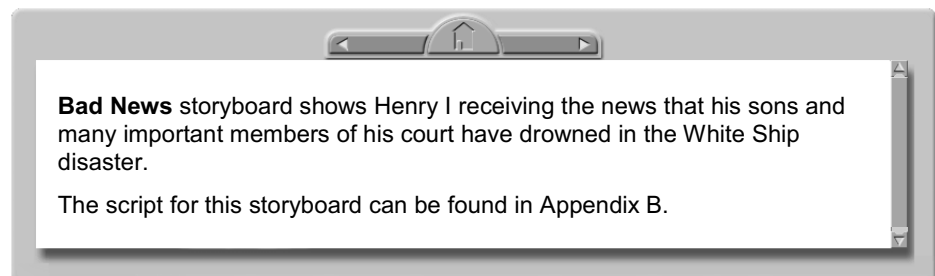 Bad News storyboard shows Henry I receiving the news that his sons and
many important members of his court have drowned in the White Ship
disaster.
The script for this storyboard can be found in Appendix B.